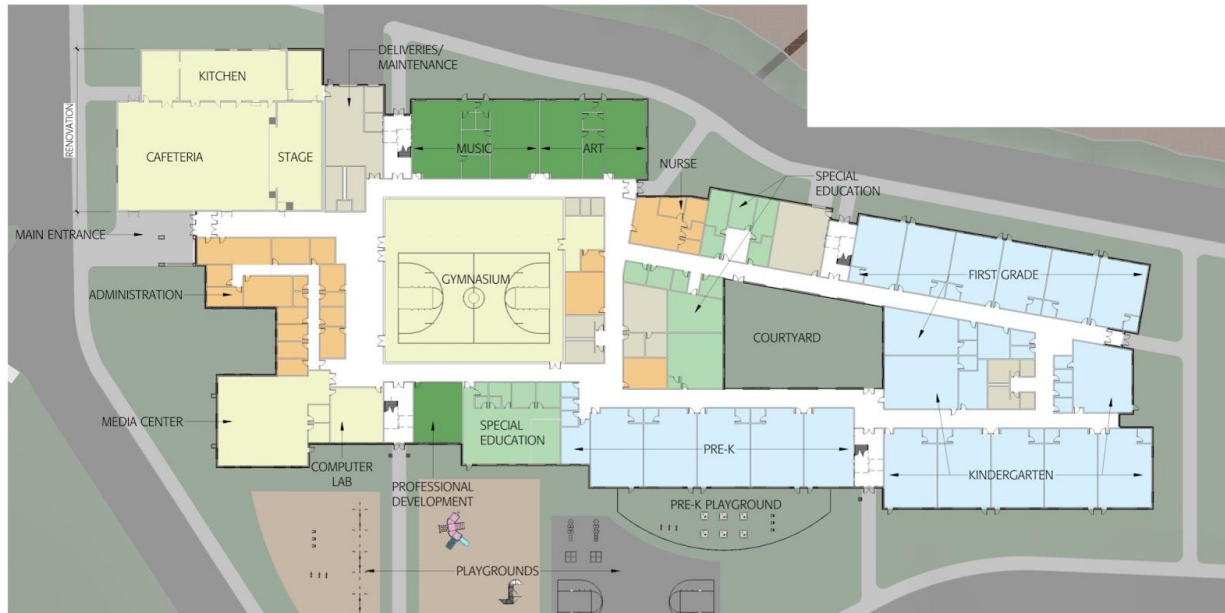 DELIVERIES/
MAINTENANCE
KITCHEN
RENOVATION
CAFETERIA
STAGE
MUSIC
ART
NURSE
SPECIAL
EDUCATION
MAIN ENTRANCE
ADMINISTRATION
GYMNASIUM
FIRST GRADE
COURTYARD
MEDIA CENTER
COMPUTER
LAB
PROFESSIONAL
DEVELOPMENT
SPECIAL
EDUCATION
PRE-K
KINDERGARTEN
PRE-K PLAYGROUND
PLAYGROUNDS